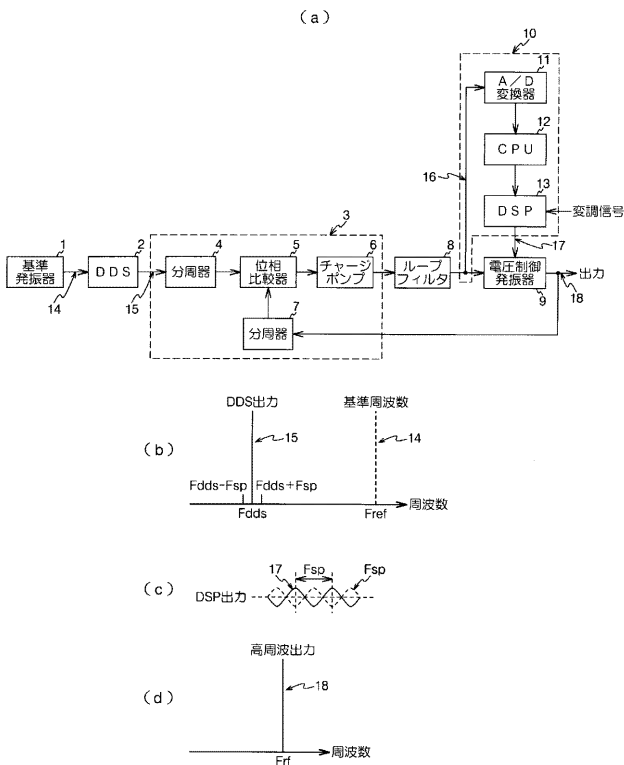 (a)
10
11
A/D
変換器
12
CPU
16
13
DSP
変調信号
17
3
1
基準
発振器
14
2
DDS
15
4
分周器
5
位相
比較器
6
チャージ
ポンプ
7
分周器
8
ループ
フィルタ
電圧制御
発振器
9
出力
18
(b)
DDS出力
15
基準周波数
14
Fdds-Fsp
Fdds+Fsp
Fdds
Fref
周波数
(c)
17
Fsp
Fsp
DSP出力
(d)
高周波出力
18
Frf
周波数